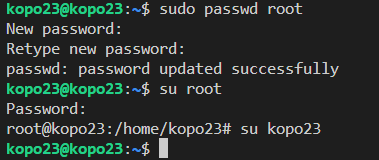 kopo23@kopo23:~$ sudo passwd root
New password:
Retype new password:
passwd: password updated successfully
kopo23@kopo23:~$ su root
Password:
root@kopo23:/home/kopo23# su kopo23
kopo23@kopo23:~$